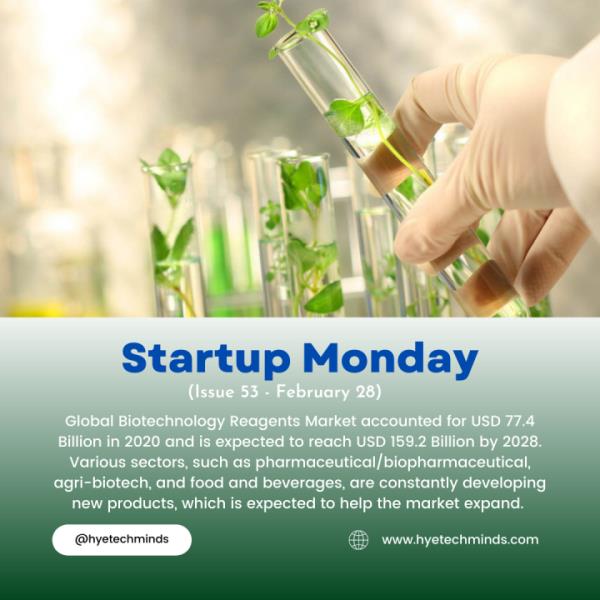 Startup Monday
(Issue 53 - February 28)
Global Biotechnology Reagents Market accounted for USD 77.4
Billion in 2020 and is expected to reach USD 159.2 Billion by 2028.
Various sectors, such as pharmaceutical/biopharmaceutical,
agri-biotech, and food and beverages, are constantly developing
new products, which is expected to help the market expand.
@hyetechminds
www.hyetechminds.com